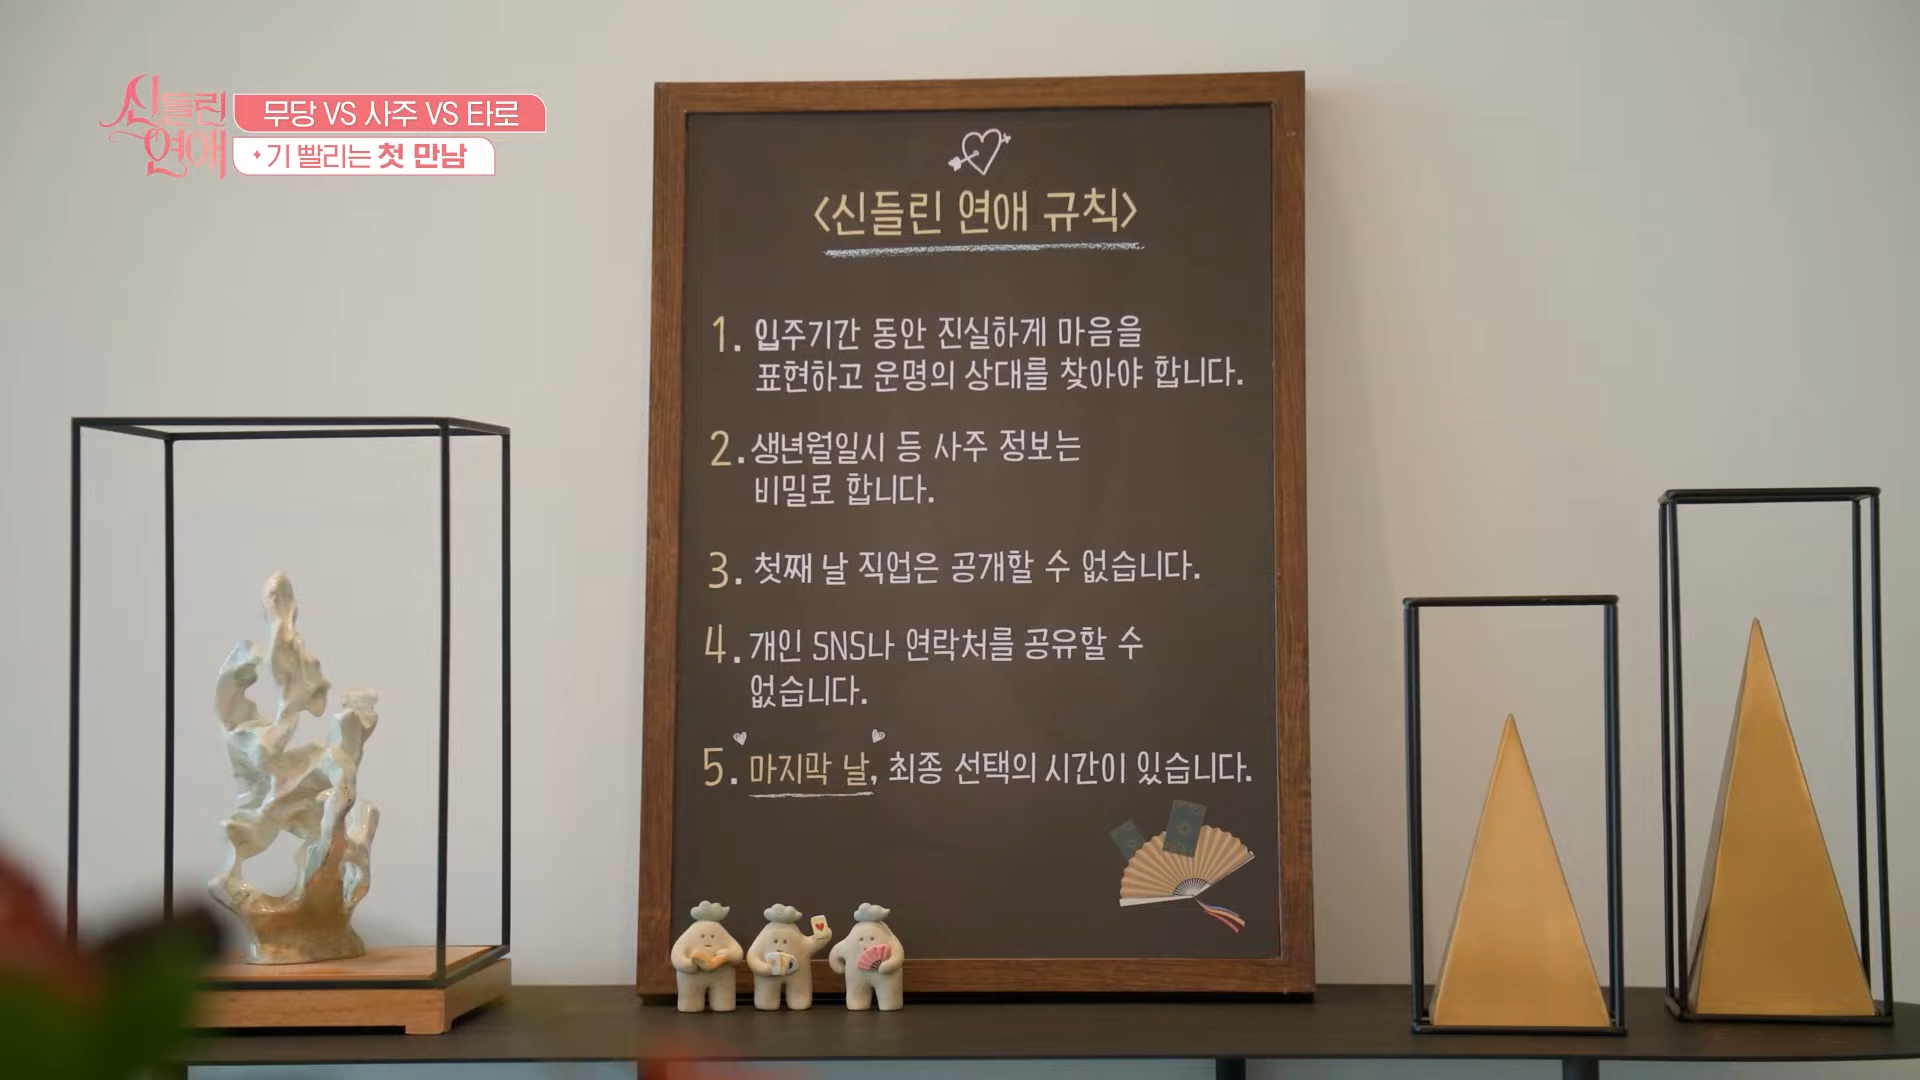 신들린
연애
무당 VS 사주 VS 타로
기 빨리는 첫 만남
<신들린 연애 규칙>
1. 입주기간 동안 진실하게 마음을
표현하고 운명의 상대를 찾아야 합니다.
2. 생년월일시 등 사주 정보는
비밀로 합니다.
3. 첫째 날 직업은 공개할 수 없습니다.
4. 개인 SNS나 연락처를 공유할 수
없습니다.
5. 마지막 날, 최종 선택의 시간이 있습니다.